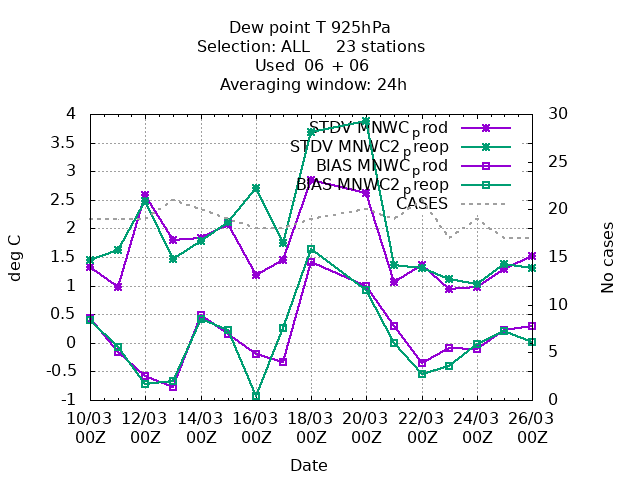 Dew point T 925hPa
Selection: ALL 23 stations
Used 06 + 06
Averaging window: 24h
4 30
STDV MNWC_prod
3.5
STDV MNWC2_preop
3 25
BIAS MNWC_prod
BIAS MNWC2_preop
2.5
CASES
2 20
1.5 15
1
0.5 10
0
5
-0.5
-1 0
deg C
No cases
10/03 12/03 14/03 16/03 18/03 20/03 22/03 24/03 26/03
00Z 00Z 00Z 00Z 00Z 00Z 00Z 00Z 00Z
Date